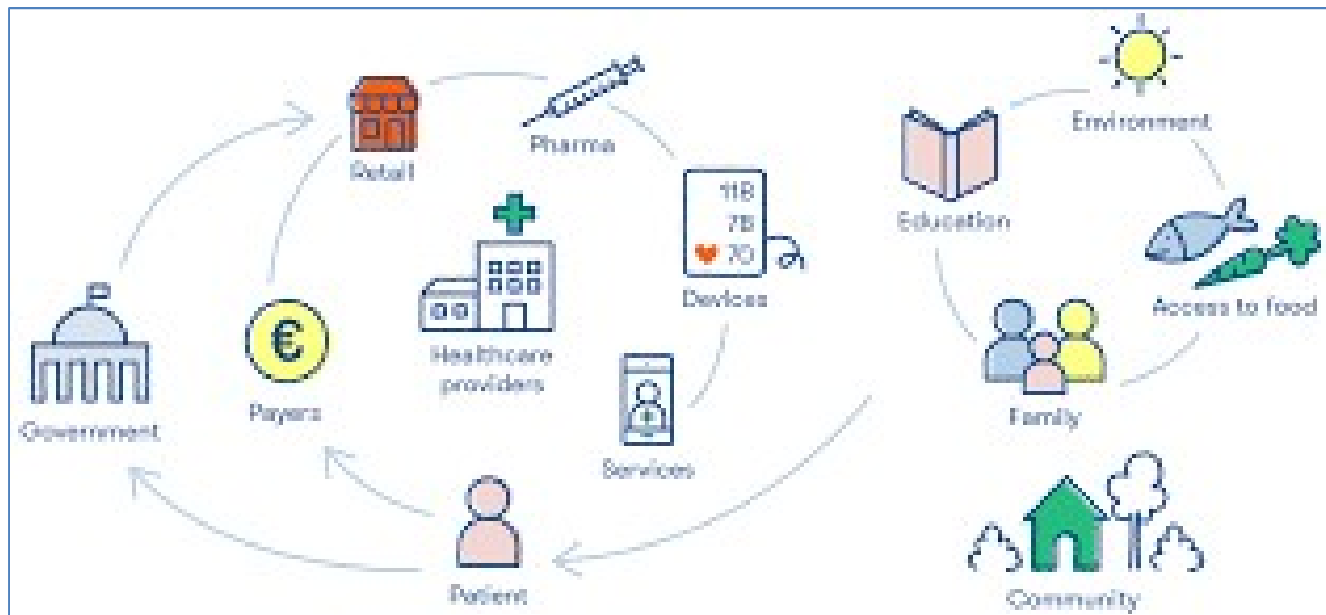 Retail
Pharma
118
78
70
Devices
Healthcare
providers
€
Payers
Government
Services
Patient
Environment
Education
Access to food
Family
Community